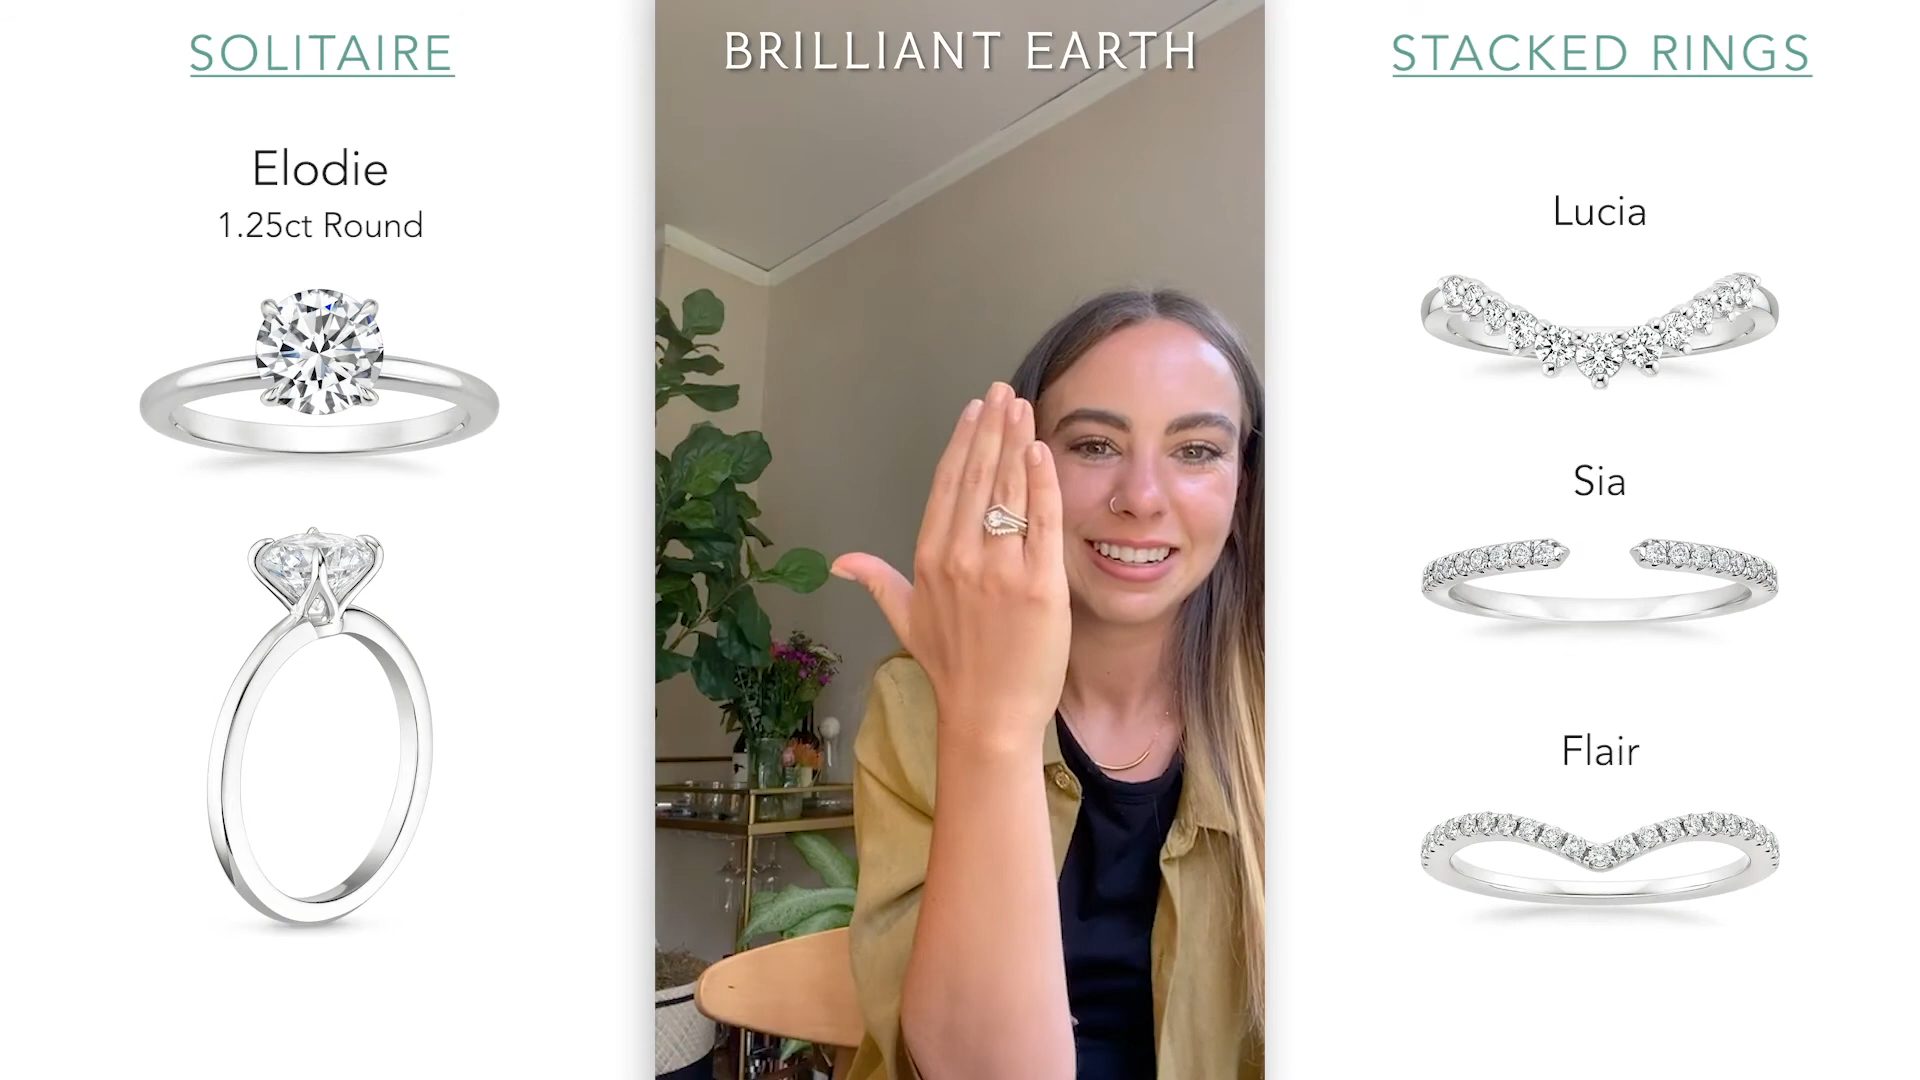 SOLITAIRE
Elodie
1.25ct Round
BRILLIANT EARTH
STACKED RINGS
Lucia
Sia
Flair